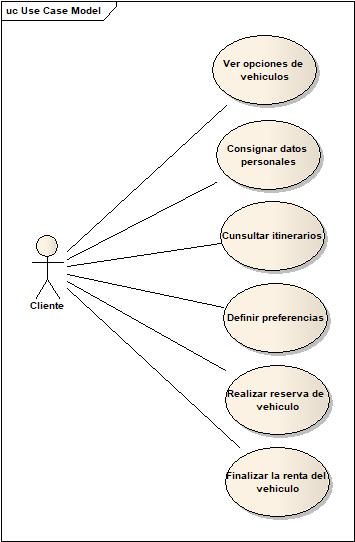 uc Use Case Model
Ver opciones de
vehiculos
Consignar datos
personales
Cunsultar itinerarios
Cliente
Definir preferencias
Realizar reserva de
vehiculo
Finalizar la renta del
vehiculo